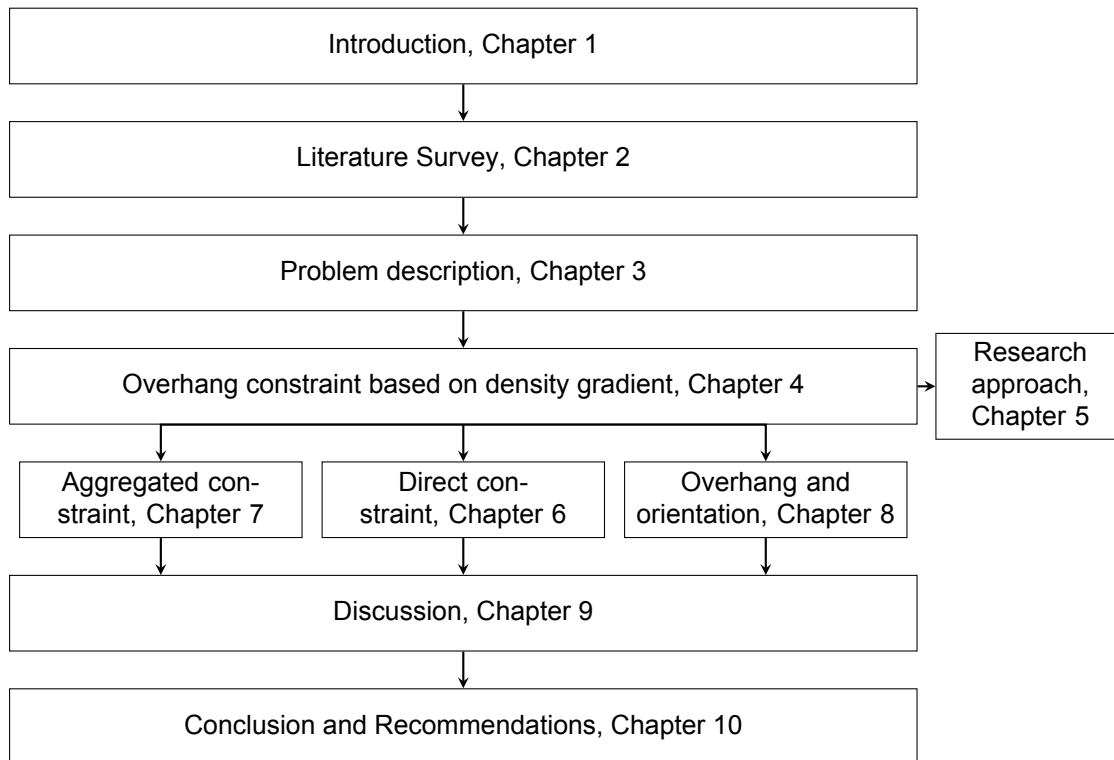 Introduction, Chapter 1
Literature Survey, Chapter 2
Problem description, Chapter 3
Overhang constraint based on density gradient, Chapter 4
Research
approach,
Chapter 5
Aggregated con-
straint, Chapter 7
Direct con-
straint, Chapter 6
Overhang and
orientation, Chapter 8
Discussion, Chapter 9
Conclusion and Recommendations, Chapter 10